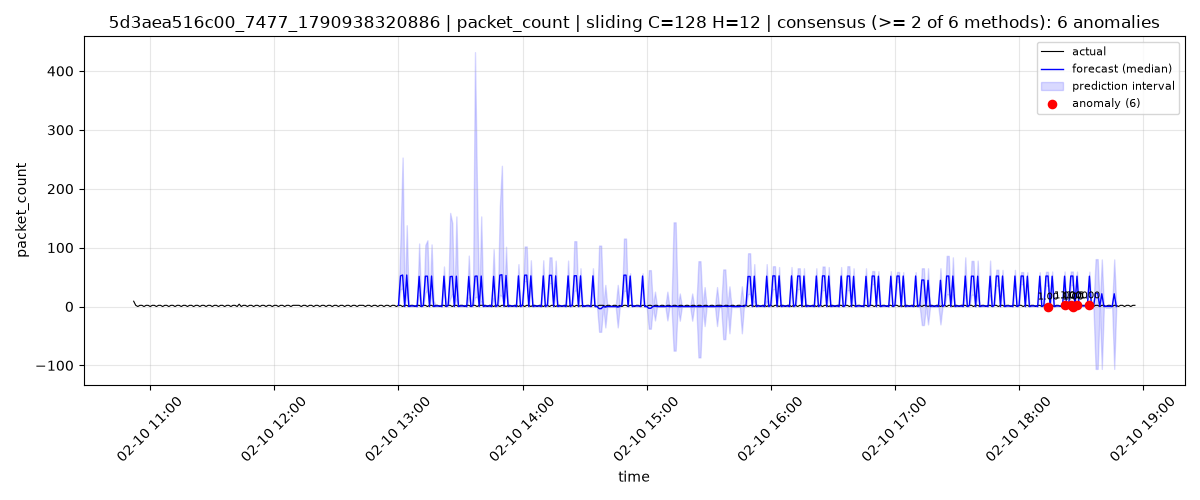 5d3aea516c00_7477_1790938320886 | packet_count | sliding C=128 H=12 | consensus (>= 2 of 6 methods): 6 anomalies
actual
forecast (median)
prediction interval
anomaly (6)
packet_count
400
300
200
100
0
−100
02-10 11:00
02-10 12:00
02-10 13:00
02-10 14:00
02-10 15:00
02-10 16:00
02-10 17:00
02-10 18:00
02-10 19:00
time